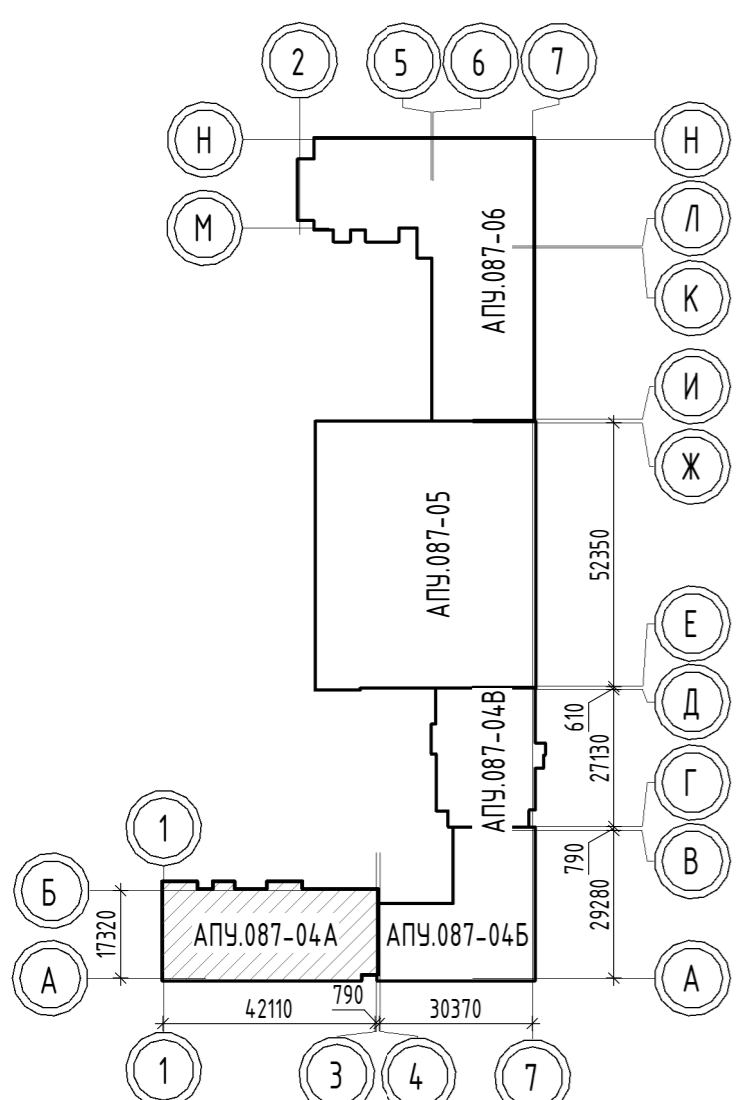 2
5
6
7
Н
Н
М
Л
К
АПУ.087-06
И
Ж
АПУ.087-05
52350
Е
Д
610
27130
АПУ.087-04В
Г
В
1
790
29280
Б
17320
АПУ.087-04А
АПУ.087-04Б
А
А
42110
790
30370
1
3
4
7